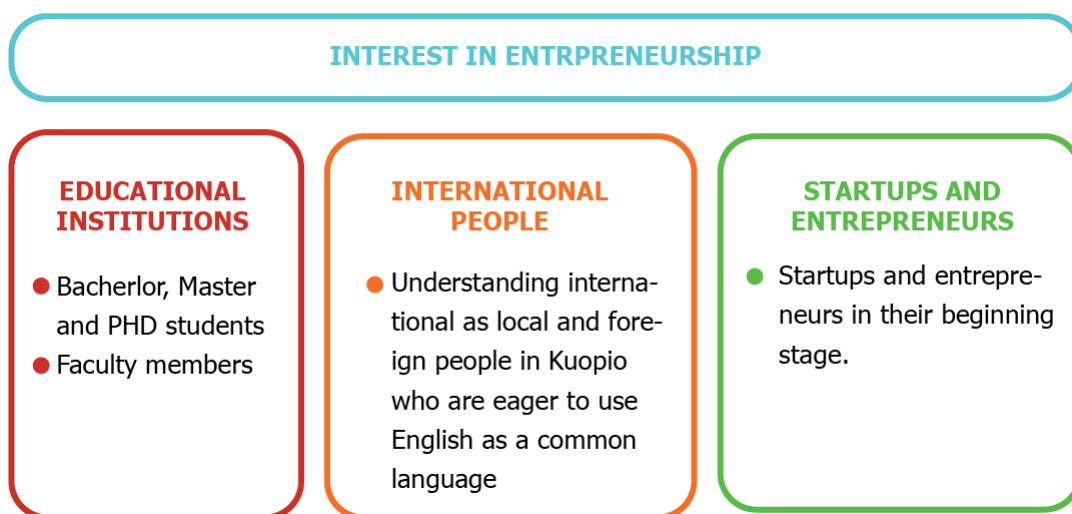 INTEREST IN ENTRPRENEURSHIP
EDUCATIONAL
INSTITUTIONS
Bacherlor, Master
and PHD students
Faculty members
INTERNATIONAL
PEOPLE
Understanding interna-
tional as local and fore-
ign people in Kuopio
who are eager to use
English as a common
language
STARTUPS AND
ENTREPRENEURS
Startups and entrepre-
neurs in their beginning
stage.